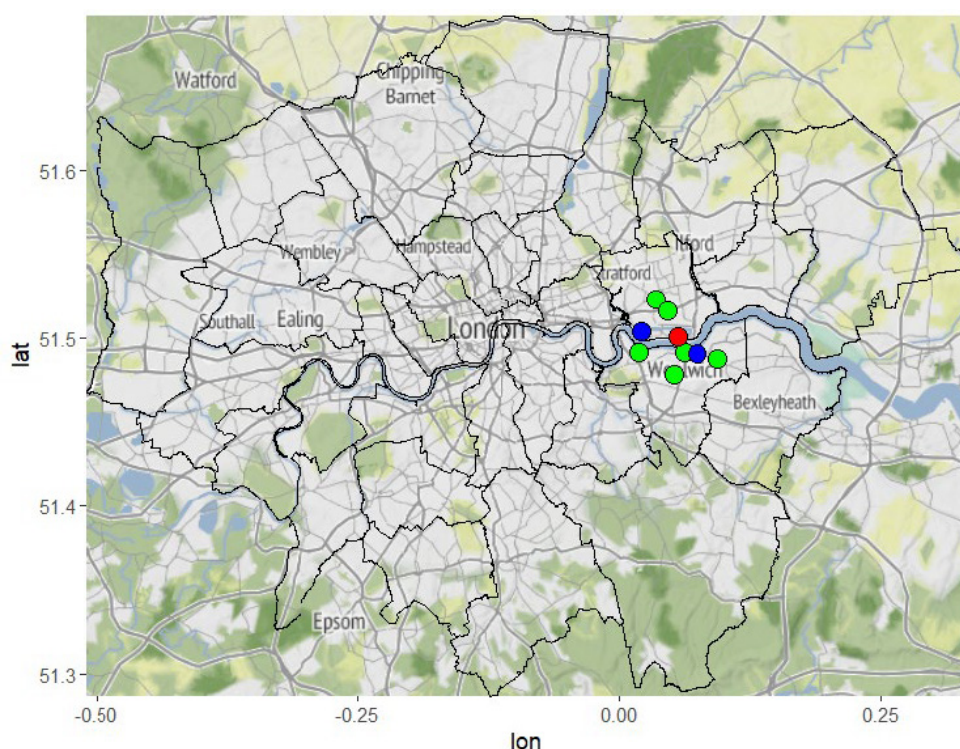 Watford
Chipping
Barnet
51.6
Wembley
Hampstead
Ilford
Stratford
Southall
Ealing
London
51.5
lat
Woolwich
Bexleyheath
51.4
Epsom
51.3
-0.50
-0.25
0.00
0.25
lon